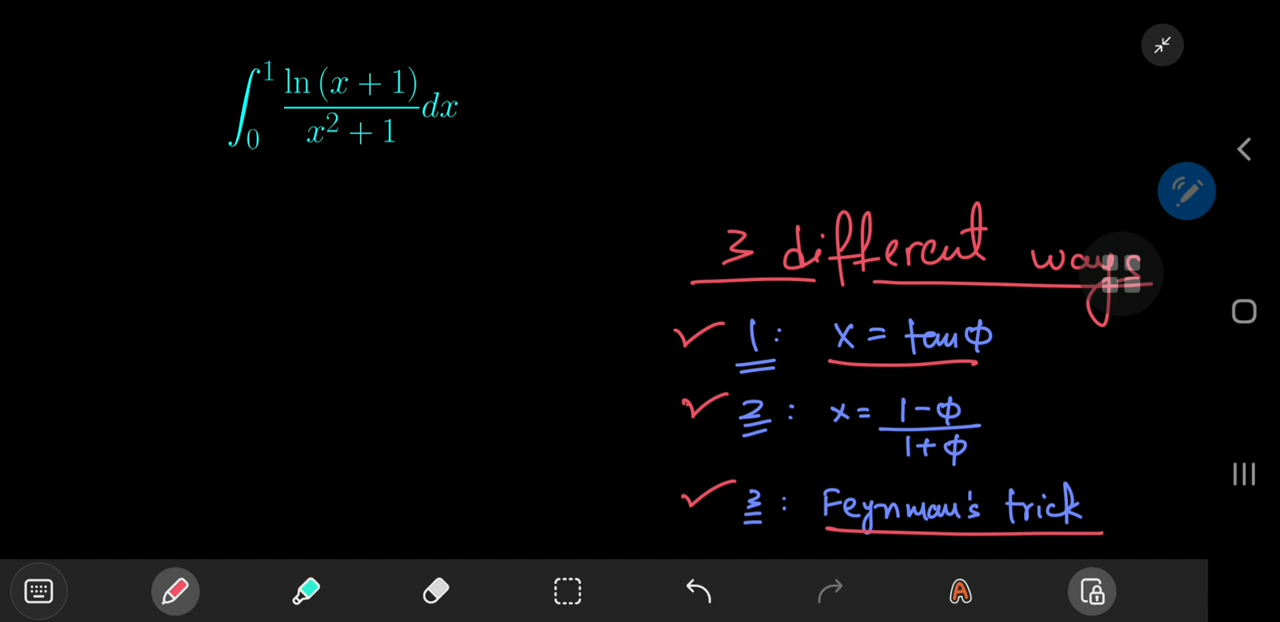 ∫₀¹ ln (x + 1) / (x² + 1) dx
3 different ways
1 : x = tan ϕ
2 : x = (1 - ϕ) / (1 + ϕ)
3 : Feynman's trick
A